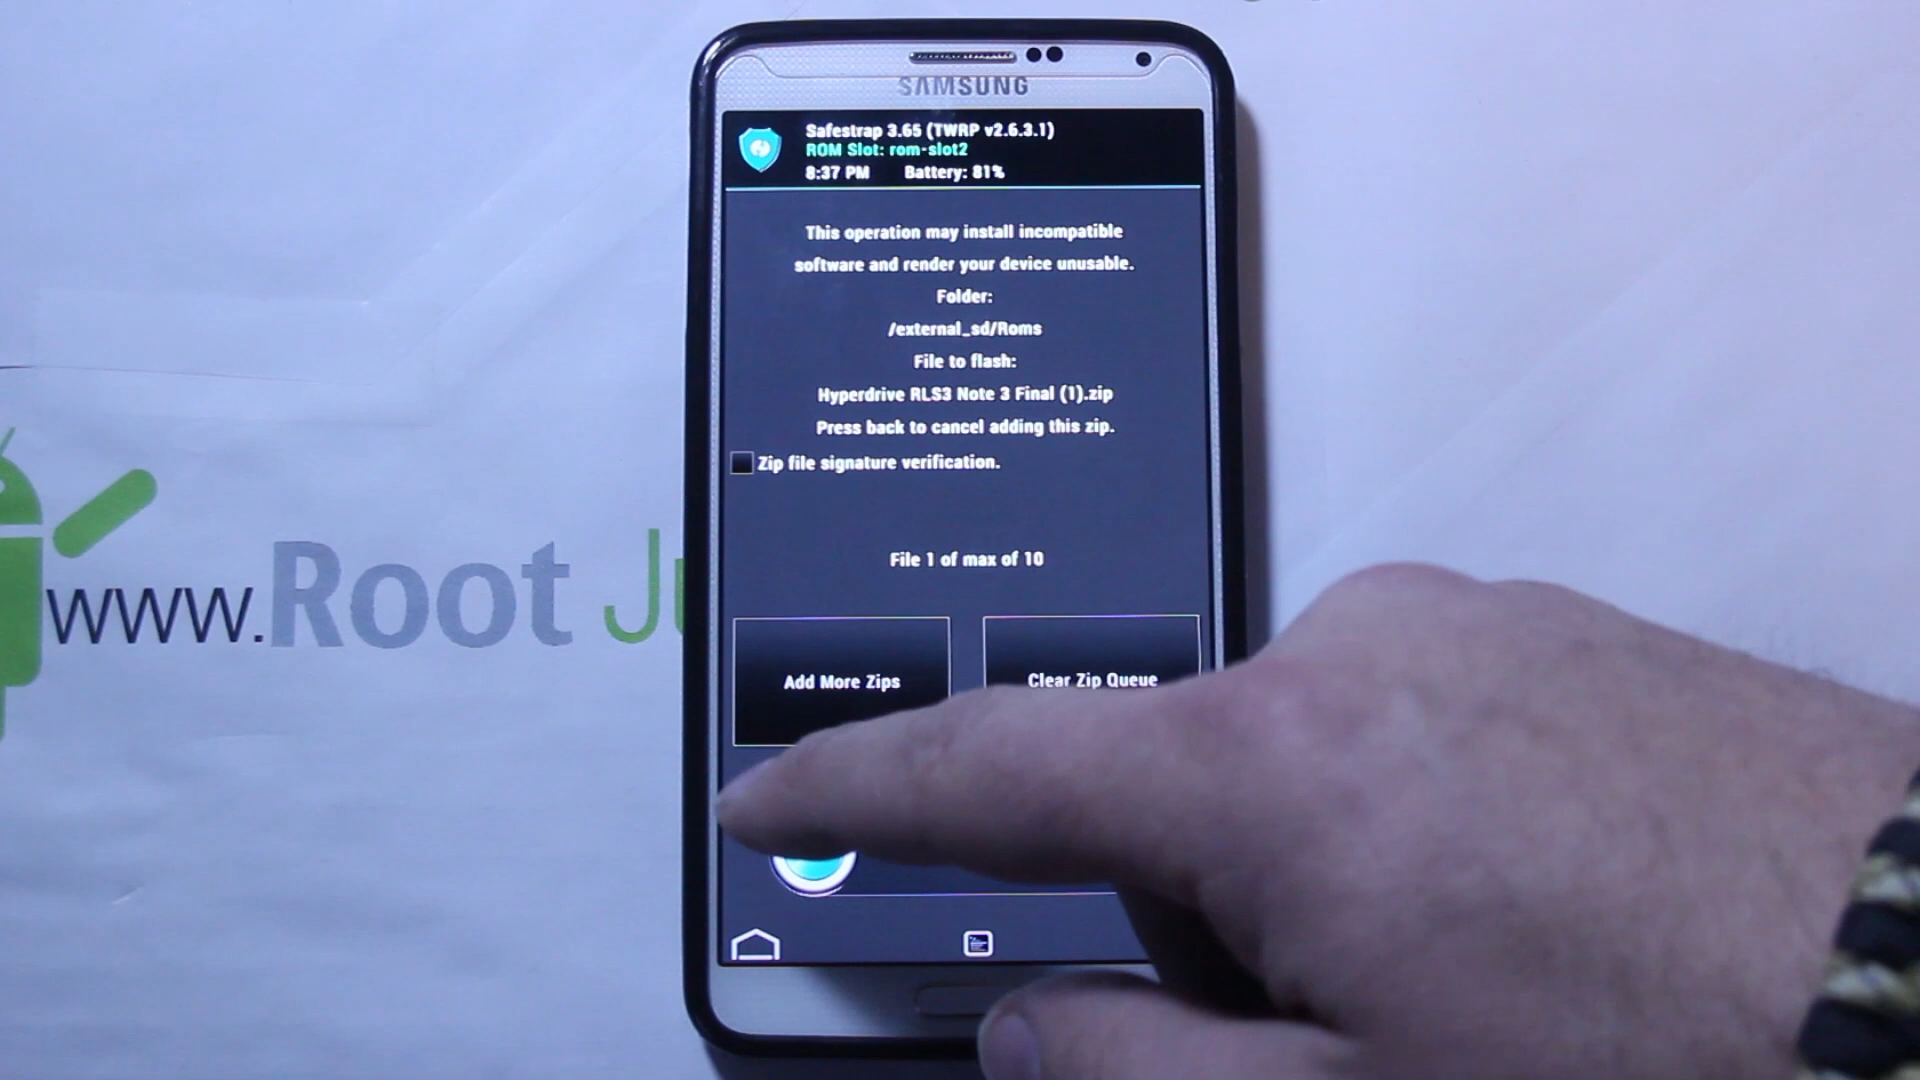 SAMSUNG
Safestrap 3.65 (TWRP v2.6.3.1)
ROM Slot: rom-slot2
8:37 PM Battery: 81%
This operation may install incompatible
software and render your device unusable.
Folder:
/external_sd/Roms
File to flash:
Hyperdrive RLS3 Note 3 Final (1).zip
Press back to cancel adding this zip.
Zip file signature verification.
File 1 of max of 10
Add More Zips
Clear Zip Queue
www.Root Ju